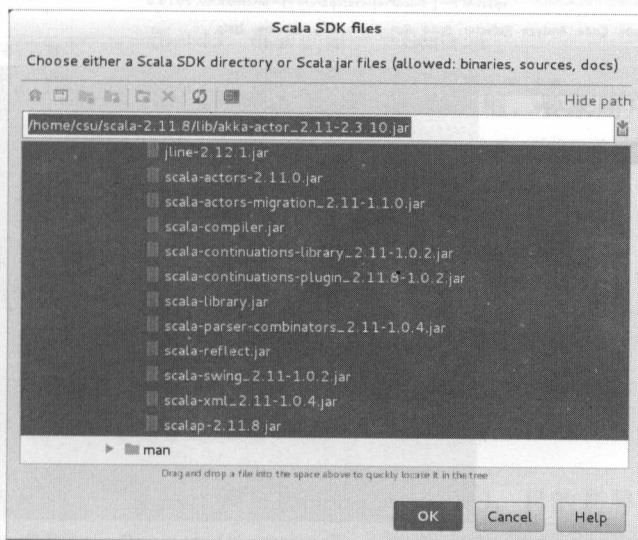 Scala SDK files
Choose either a Scala SDK directory or Scala jar files (allowed: binaries, sources, docs)
Hide path
/home/csu/scala-2.11.8/lib/akka-actor_2.11-2.3.10.jar
jline-2.12.1.jar
scala-actors-2.11.0.jar
scala-actors-migration_2.11-1.1.0.jar
scala-compiler.jar
scala-continuations-library_2.11-1.0.2.jar
scala-continuations-plugin_2.11.8-1.0.2.jar
scala-library.jar
scala-parser-combinators_2.11-1.0.4.jar
scala-reflect.jar
scala-swing_2.11-1.0.2.jar
scala-xml_2.11-1.0.4.jar
scalap-2.11.8.jar
man
Drag and drop a file into the space above to quickly locate it in the tree
OK
Cancel
Help